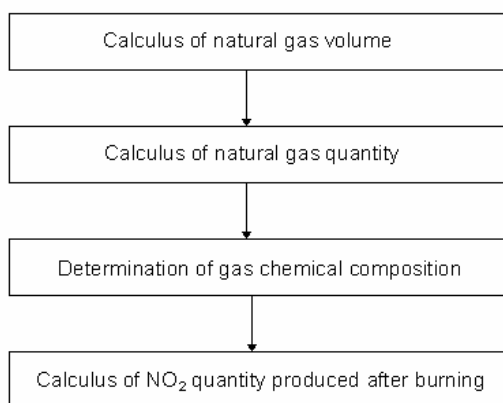 Calculus of natural gas volume
Calculus of natural gas quantity
Determination of gas chemical composition
Calculus of NO₂ quantity produced after burning